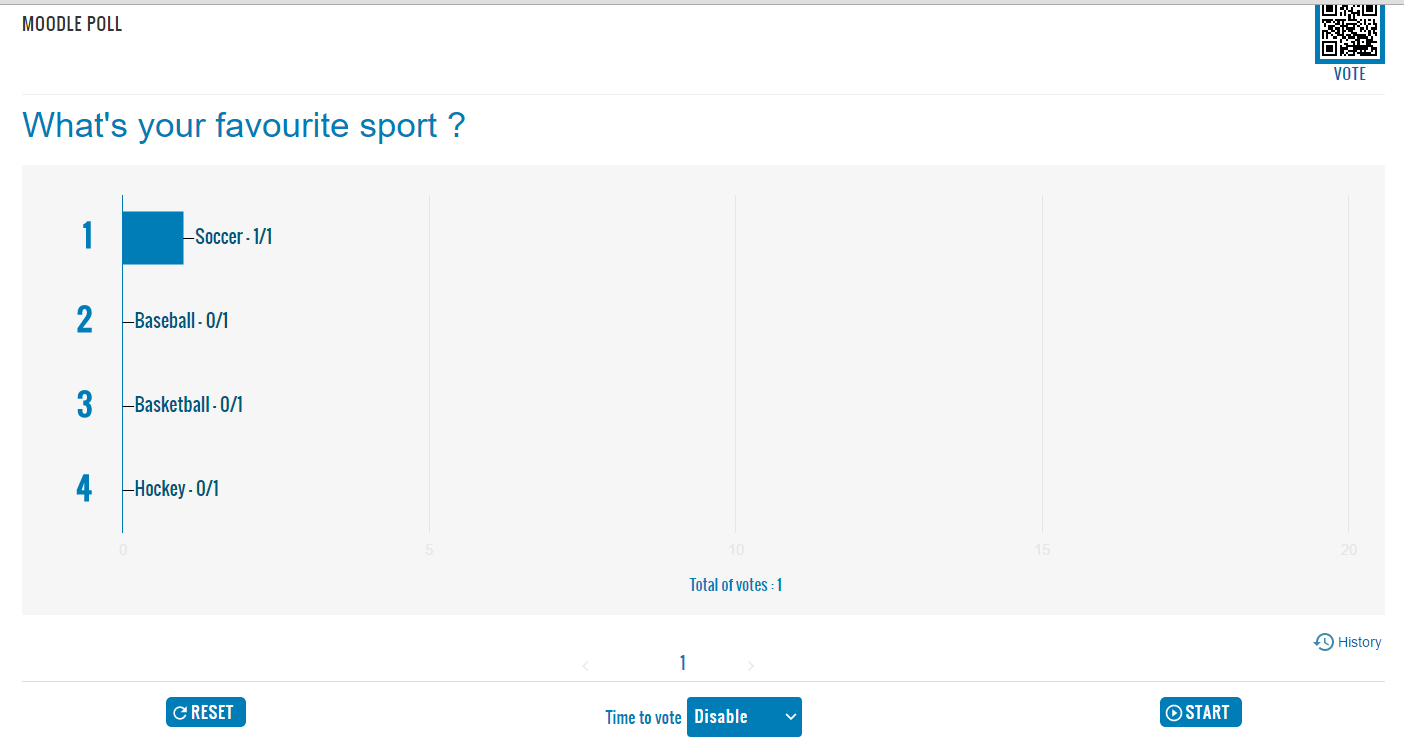 MOODLE POLL
VOTE
What's your favourite sport ?
1 Soccer - 1/1
2 Baseball - 0/1
3 Basketball - 0/1
4 Hockey - 0/1
0 5 10 15 20
Total of votes : 1
History
1
RESET Time to vote Disable START